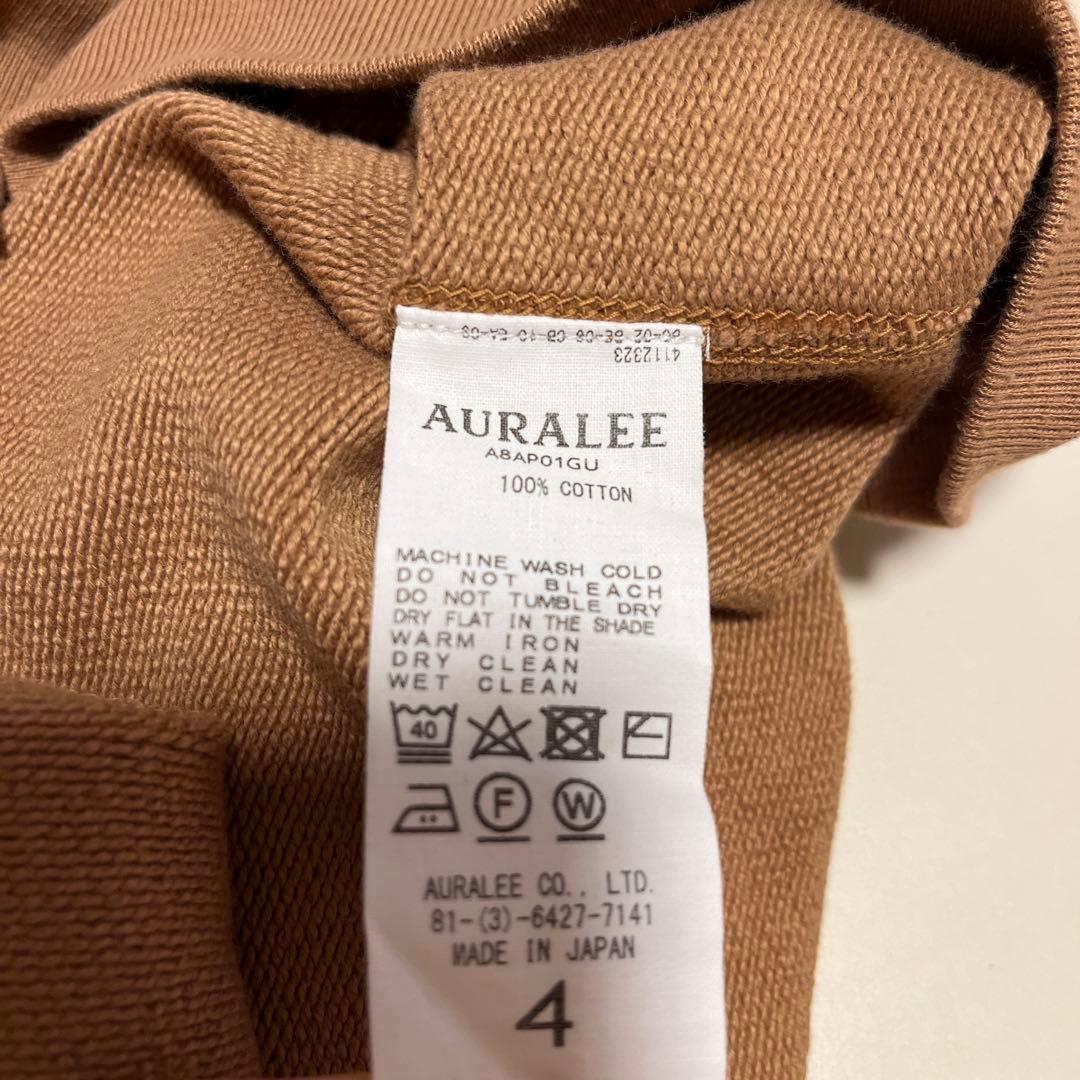 4112323
AURALEE
A8AP01GU
100% COTTON
MACHINE WASH COLD
DO NOT BLEACH
DO NOT TUMBLE DRY
DRY FLAT IN THE SHADE
WARM IRON
DRY CLEAN
WET CLEAN
40
F W
AURALEE CO., LTD.
81-(3)-6427-7141
MADE IN JAPAN
4